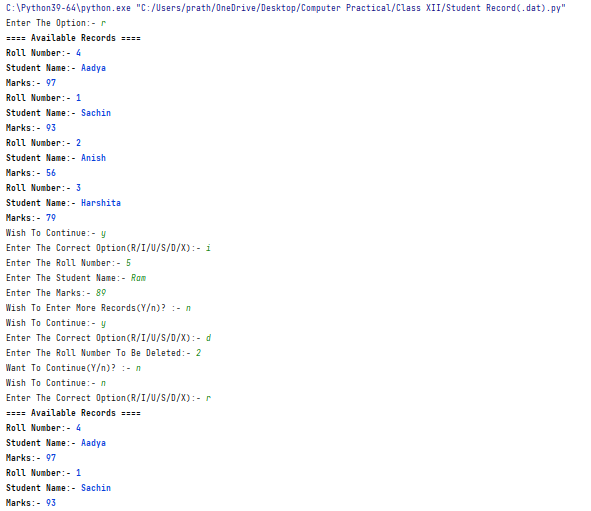 C:\Python39-64\python.exe "C:/Users/prath/OneDrive/Desktop/Computer Practical/Class XII/Student Record(.dat).py"
Enter The Option:- r
==== Available Records ====
Roll Number:- 4
Student Name:- Aadya
Marks:- 97
Roll Number:- 1
Student Name:- Sachin
Marks:- 93
Roll Number:- 2
Student Name:- Anish
Marks:- 56
Roll Number:- 3
Student Name:- Harshita
Marks:- 79
Wish To Continue:- y
Enter The Correct Option(R/I/U/S/D/X):- i
Enter The Roll Number:- 5
Enter The Student Name:- Ram
Enter The Marks:- 89
Wish To Enter More Records(Y/n)? :- n
Wish To Continue:- y
Enter The Correct Option(R/I/U/S/D/X):- d
Enter The Roll Number To Be Deleted:- 2
Want To Continue(Y/n)? :- n
Wish To Continue:- n
Enter The Correct Option(R/I/U/S/D/X):- r
==== Available Records ====
Roll Number:- 4
Student Name:- Aadya
Marks:- 97
Roll Number:- 1
Student Name:- Sachin
Marks:- 93